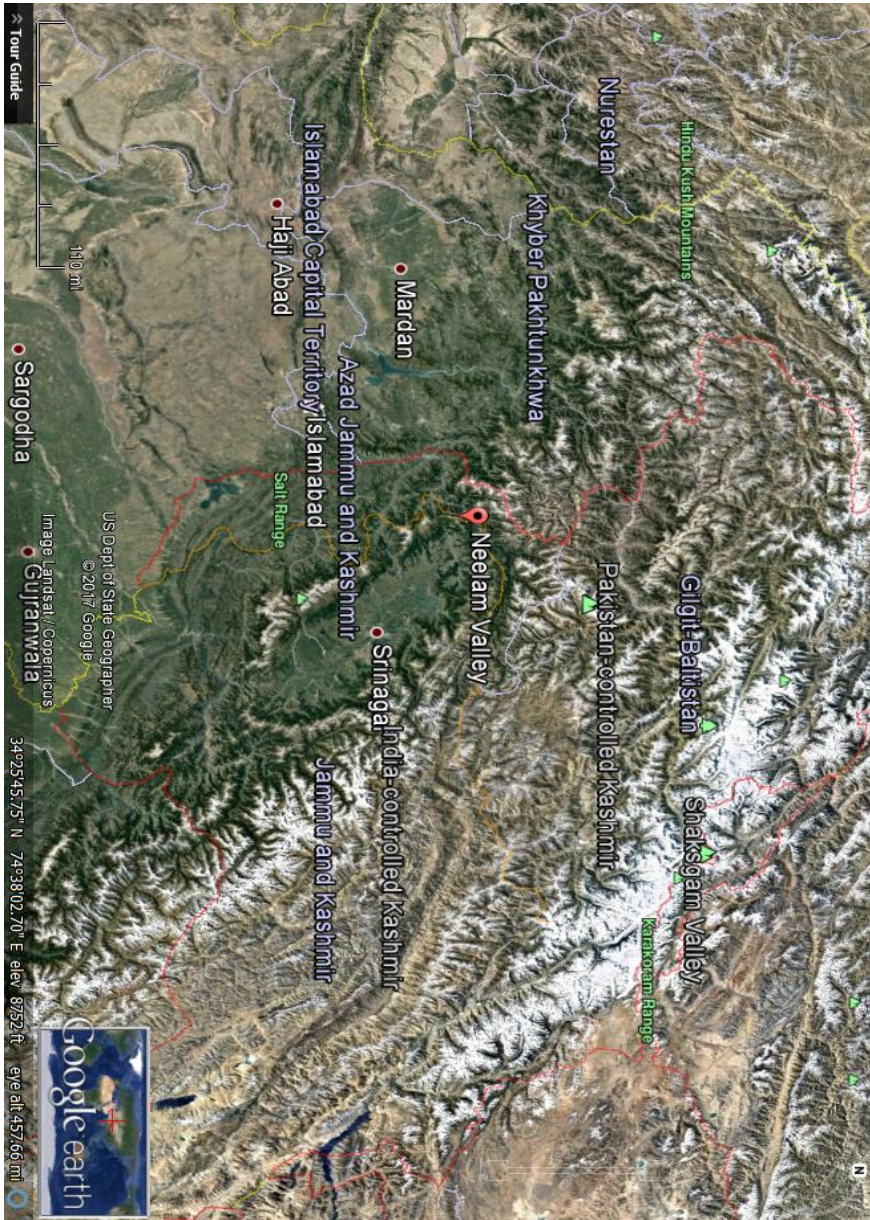 N
Hindu Kush Mountains
Gilgit-Baltistan
Shaksgam Valley
Karakoram Range
Nurestan
Pakistan-controlled Kashmir
Khyber Pakhtunkhwa
Neelam Valley
Mardan
India-controlled Kashmir
Srinagar
Azad Jammu and Kashmir
Jammu and Kashmir
Islamabad Capital Territory
Islamabad
Haji Abad
Salt Range
US Dept of State Geographer
© 2017 Google
Image Landsat / Copernicus
110 mi
Gujranwala
Sargodha
Google earth
Tour Guide
34°25'45.75" N 74°38'02.70" E elev 8752 ft eye alt 457.66 mi